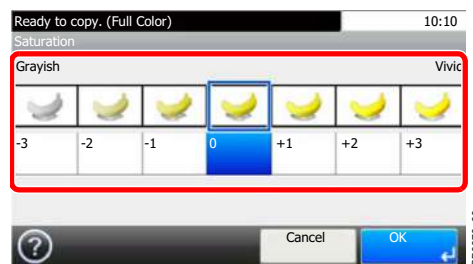 Ready to copy. (Full Color) 10:10
Saturation
Grayish Vivid
-3 -2 -1 0 +1 +2 +3
? Cancel OK